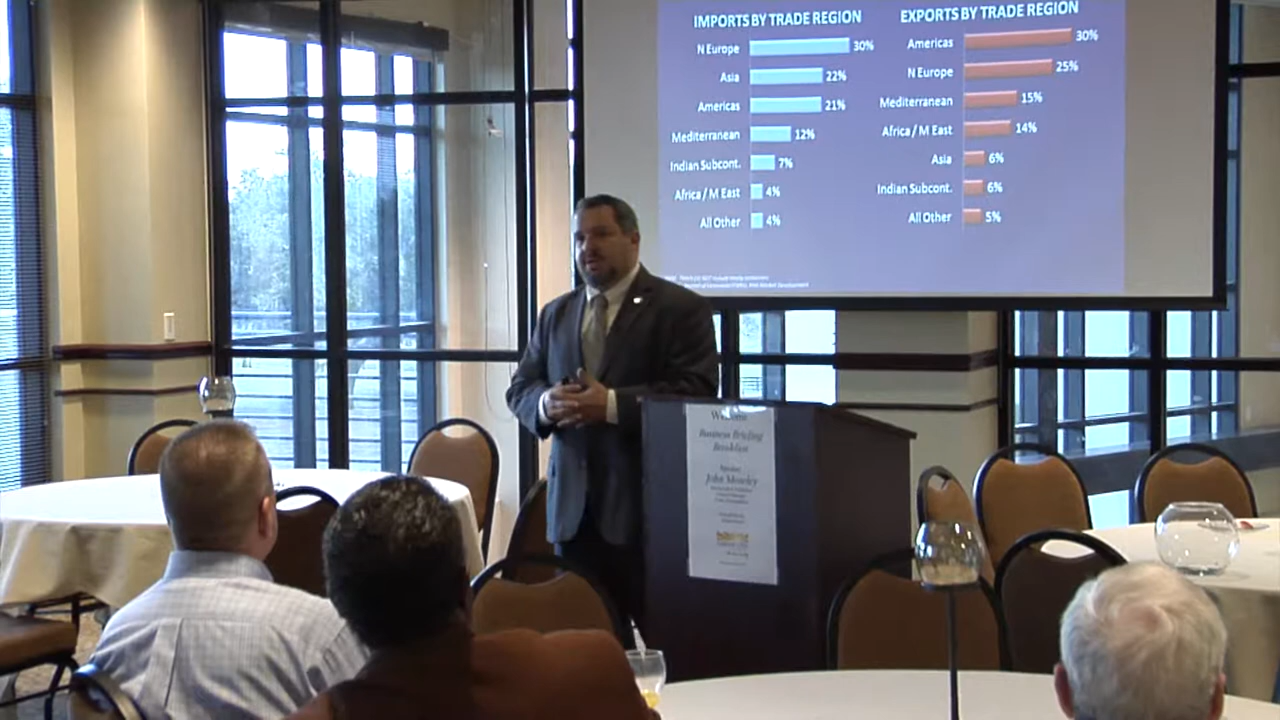 IMPORTS BY TRADE REGION
N Europe 30%
Asia 22%
Americas 21%
Mediterranean 12%
Indian Subcont. 7%
Africa / M East 4%
All Other 4%
EXPORTS BY TRADE REGION
Americas 30%
N Europe 25%
Mediterranean 15%
Africa / M East 14%
Asia 6%
Indian Subcont. 6%
All Other 5%
Business Briefing
Breakfast
Speaker
John Moseley